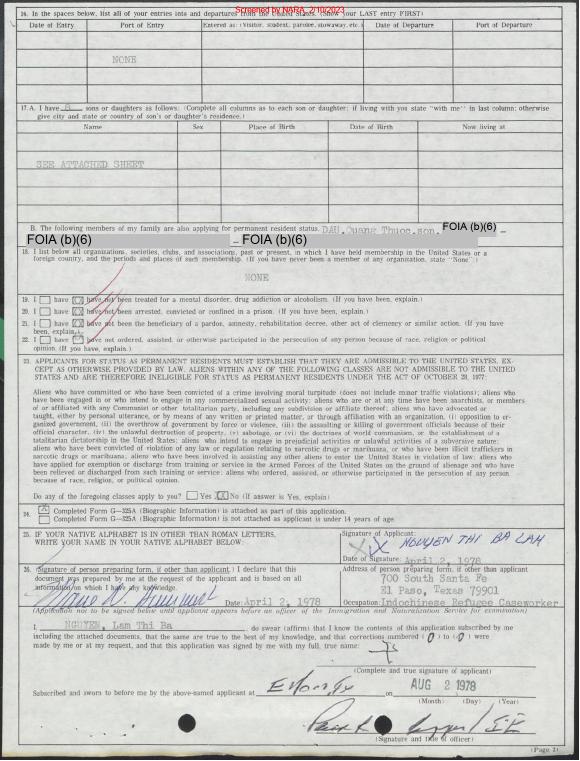 Screened by NARA, 2/10/2023
16. In the spaces below, list all of your entries into and departures from the United States. (Show your LAST entry FIRST)
Date of Entry Port of Entry Entered as: (Visitor, student, parolee, stowaway, etc.) Date of Departure Port of Departure
NONE
17.A. I have sons or daughters as follows: (Complete all columns as to each son or daughter; if living with you state "with me" in last column; otherwise
give city and state or country of son's or daughter's residence.)
Name Sex Place of Birth Date of Birth Now living at
SEE ATTACHED SHEET
B. The following members of my family are also applying for permanent resident status. DAU, Quang Thuoc, son, FOIA (b)(6)
FOIA (b)(6) FOIA (b)(6)
18. I list below all organizations, societies, clubs, and associations, past or present, in which I have held membership in the United States or a
foreign country, and the periods and places of such membership. (If you have never been a member of any organization, state "None".)
NONE
19. I have X have not been treated for a mental disorder, drug addiction or alcoholism. (If you have been, explain.)
20. I have X have not been arrested, convicted or confined in a prison. (If you have been, explain.)
21. I have X have not been the beneficiary of a pardon, amnesty, rehabilitation decree, other act of clemency or similar action. (If you have
been, explain.)
22. I have X have not ordered, assisted, or otherwise participated in the persecution of any person because of race, religion or political
opinion. (If you have, explain.)
23. APPLICANTS FOR STATUS AS PERMANENT RESIDENTS MUST ESTABLISH THAT THEY ARE ADMISSIBLE TO THE UNITED STATES, EX-
CEPT AS OTHERWISE PROVIDED BY LAW. ALIENS WITHIN ANY OF THE FOLLOWING CLASSES ARE NOT ADMISSIBLE TO THE UNITED
STATES AND ARE THEREFORE INELIGIBLE FOR STATUS AS PERMANENT RESIDENTS UNDER THE ACT OF OCTOBER 28, 1977:
Aliens who have committed or who have been convicted of a crime involving moral turpitude (does not include minor traffic violations); aliens who
have been engaged in or who intend to engage in any commercialized sexual activity; aliens who are or at any time have been anarchists, or members
of or affiliated with any Communist or other totalitarian party, including any subdivision or affiliate thereof; aliens who have advocated or
taught, either by personal utterance, or by means of any written or printed matter, or through affiliation with an organization, (i) opposition to or-
ganized government, (ii) the overthrow of government by force or violence, (iii) the assaulting or killing of government officials because of their
official character, (iv) the unlawful destruction of property, (v) sabotage, or (vi) the doctrines of world communism, or the establishment of a
totalitarian dictatorship in the United States; aliens who intend to engage in prejudicial activities or unlawful activities of a subversive nature;
aliens who have been convicted of violation of any law or regulation relating to narcotic drugs or marihuana, or who have been illicit traffickers in
narcotic drugs or marihuana; aliens who have been involved in assisting any other aliens to enter the United States in violation of law; aliens who
have applied for exemption or discharge from training or service in the Armed Forces of the United States on the ground of alienage and who have
been relieved or discharged from such training or service; aliens who ordered, assisted, or otherwise participated in the persecution of any person
because of race, religion, or political opinion.
Do any of the foregoing classes apply to you? Yes X No (If answer is Yes, explain)
24. X Completed Form G-325A (Biographic Information) is attached as part of this application.
Completed Form G-325A (Biographic Information) is not attached as applicant is under 14 years of age.
25. IF YOUR NATIVE ALPHABET IS IN OTHER THAN ROMAN LETTERS,
WRITE YOUR NAME IN YOUR NATIVE ALPHABET BELOW:
Signature of Applicant:
X NGUYEN THI BA LAM
Date of Signature: April 2, 1978
26. (Signature of person preparing form, if other than applicant.) I declare that this
document was prepared by me at the request of the applicant and is based on all
information on which I have any knowledge.
Date: April 2, 1978
Address of person preparing form, if other than applicant
700 South Santa Fe
El Paso, Texas 79901
Occupation: Indochinese Refugee Caseworker
(Application not to be signed below until applicant appears before an officer of the Immigration and Naturalization Service for examination)
I, NGUYEN, Lam Thi Ba do swear (affirm) that I know the contents of this application subscribed by me
including the attached documents, that the same are true to the best of my knowledge, and that corrections numbered (0) to (0) were
made by me or at my request, and that this application was signed by me with my full, true name:
(Complete and true signature of applicant)
Subscribed and sworn to before me by the above-named applicant at El Paso, Tx on AUG 2 1978
(Month) (Day) (Year)
(Signature and title of officer)
(Page 2)